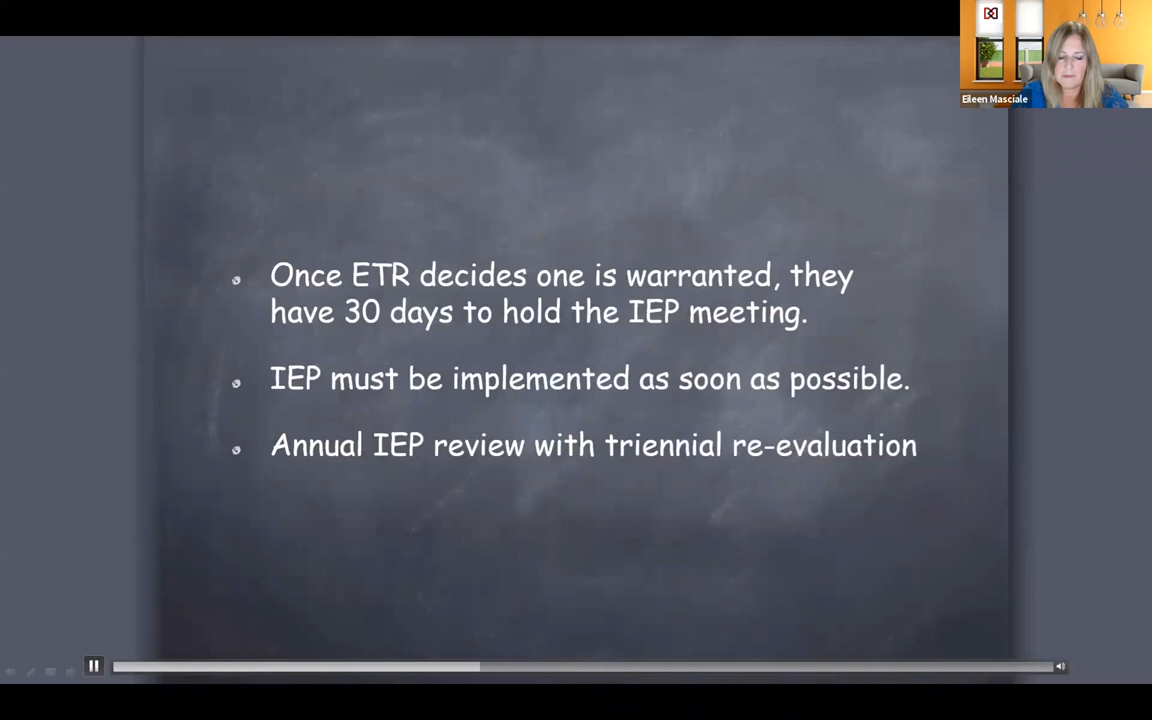 Eileen Masciale
Once ETR decides one is warranted, they
have 30 days to hold the IEP meeting.
IEP must be implemented as soon as possible.
Annual IEP review with triennial re-evaluation